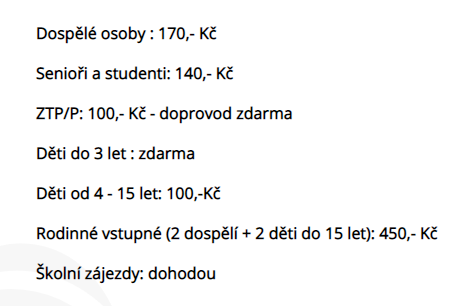 Dospělé osoby : 170,- Kč
Senioři a studenti: 140,- Kč
ZTP/P: 100,- Kč - doprovod zdarma
Děti do 3 let : zdarma
Děti od 4 - 15 let: 100,-Kč
Rodinné vstupné (2 dospělí + 2 děti do 15 let): 450,- Kč
Školní zájezdy: dohodou